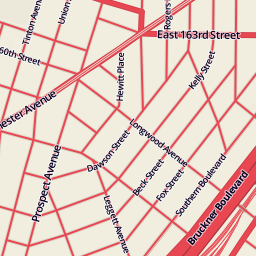 Tinton Avenue
Union
Rogers
East 163rd Street
60th Street
Hewitt Place
Kelly Street
hester Avenue
Longwood Avenue
Dawson Street
Prospect Avenue
Beck Street
Fox Street
Southern Boulevard
Leggett Avenue
Bruckner Boulevard